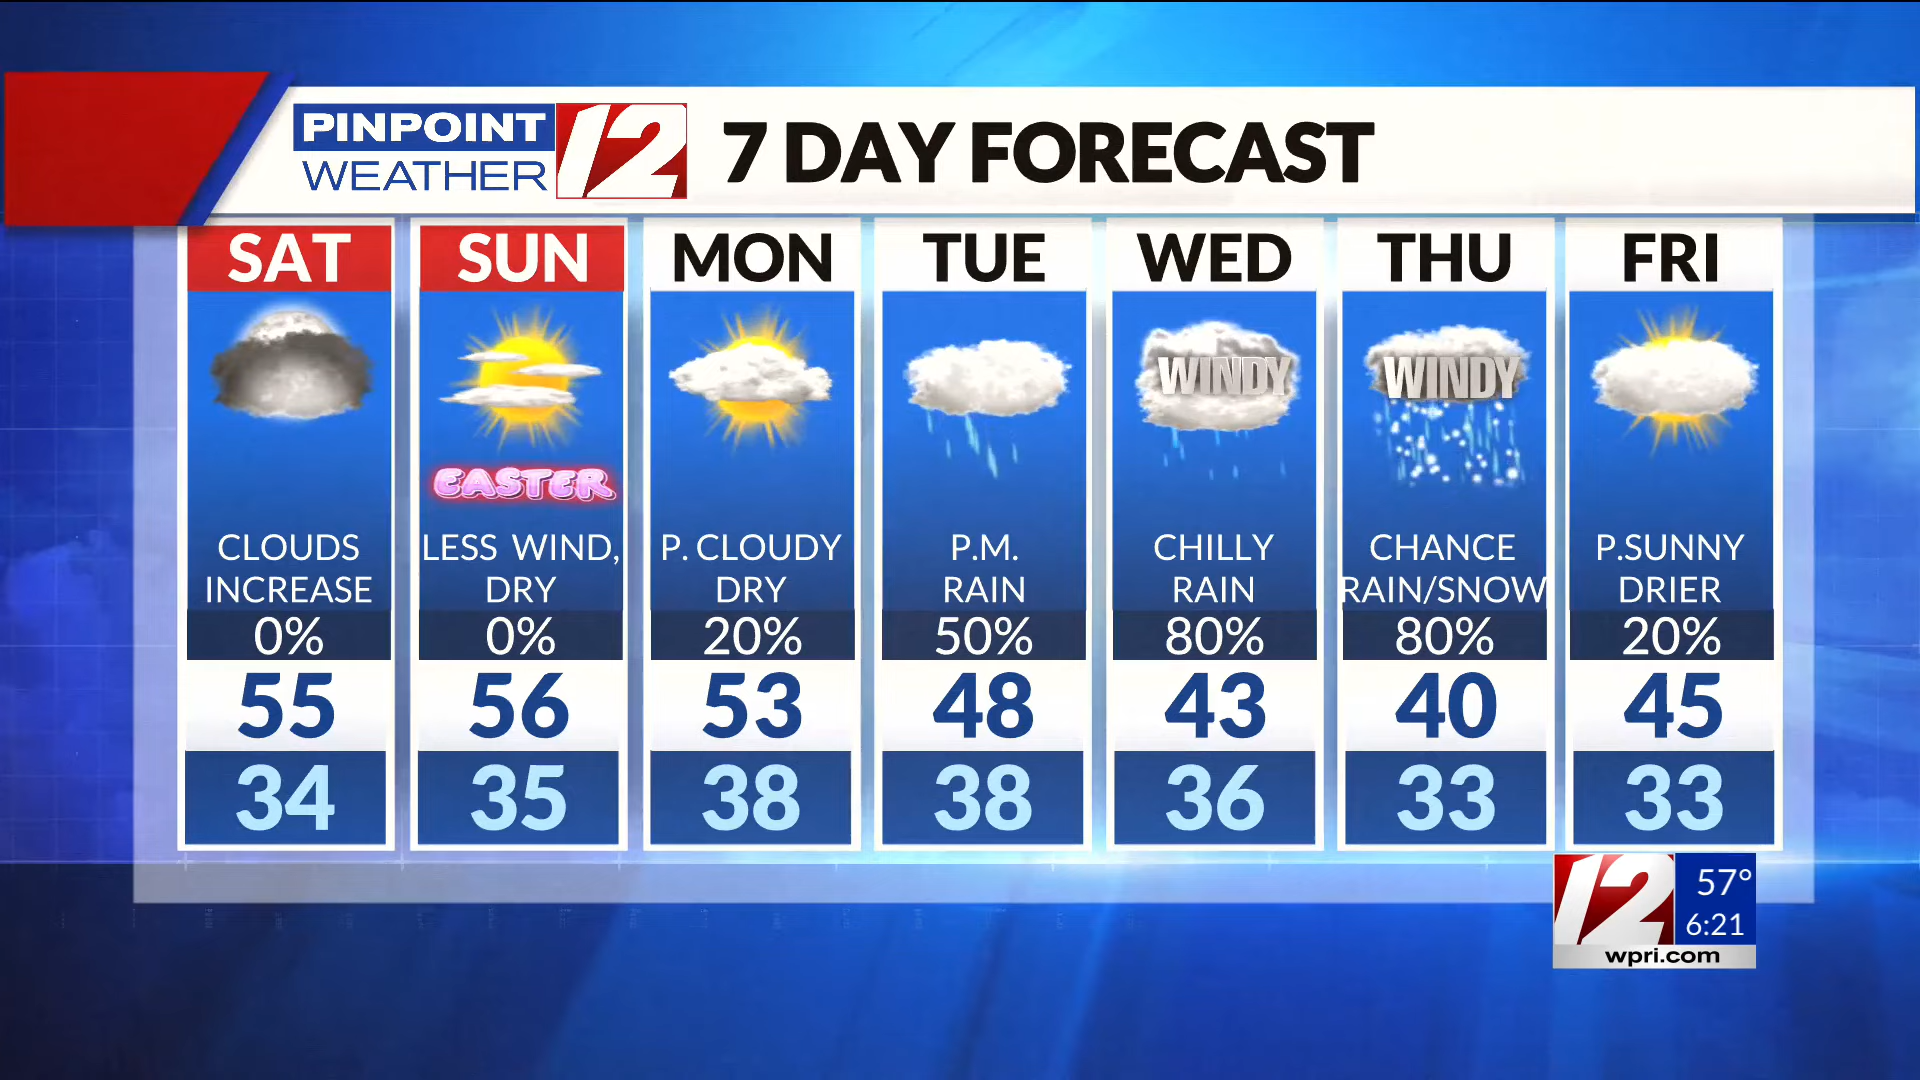 PINPOINT
WEATHER
12
7 DAY FORECAST
SAT SUN MON TUE WED THU FRI
WINDY WINDY
EASTER
CLOUDS LESS WIND, P. CLOUDY P.M. CHILLY CHANCE P.SUNNY
INCREASE DRY DRY RAIN RAIN RAIN/SNOW DRIER
0% 0% 20% 50% 80% 80% 20%
55 56 53 48 43 40 45
34 35 38 38 36 33 33
12
57°
6:21
wpri.com